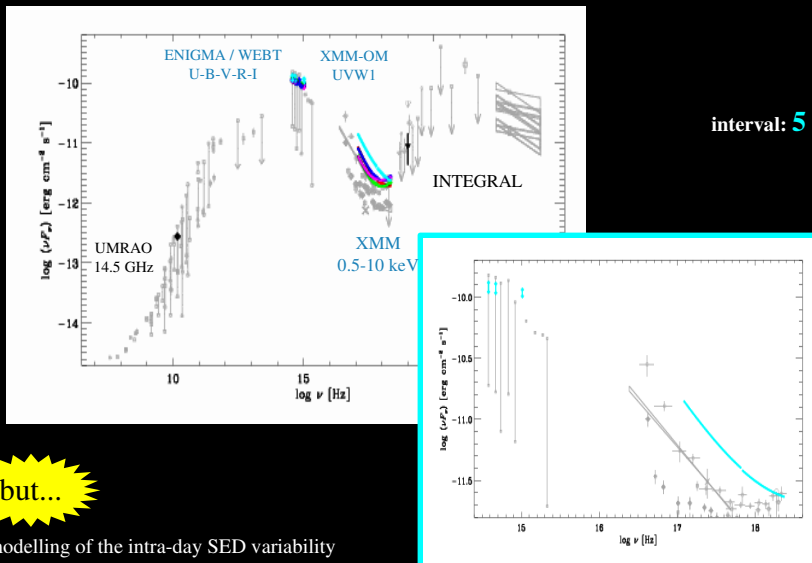 ENIGMA / WEBT
U-B-V-R-I
XMM-OM
UVW1
interval: 5
INTEGRAL
UMRAO
14.5 GHz
XMM
0.5-10 keV
log (νFν) [erg cm⁻² s⁻¹]
-10
-11
-12
-13
-14
10
15
log ν [Hz]
log (νFν) [erg cm⁻² s⁻¹]
-10.0
-10.5
-11.0
-11.5
15
16
17
18
log ν [Hz]
but...
modelling of the intra-day SED variability